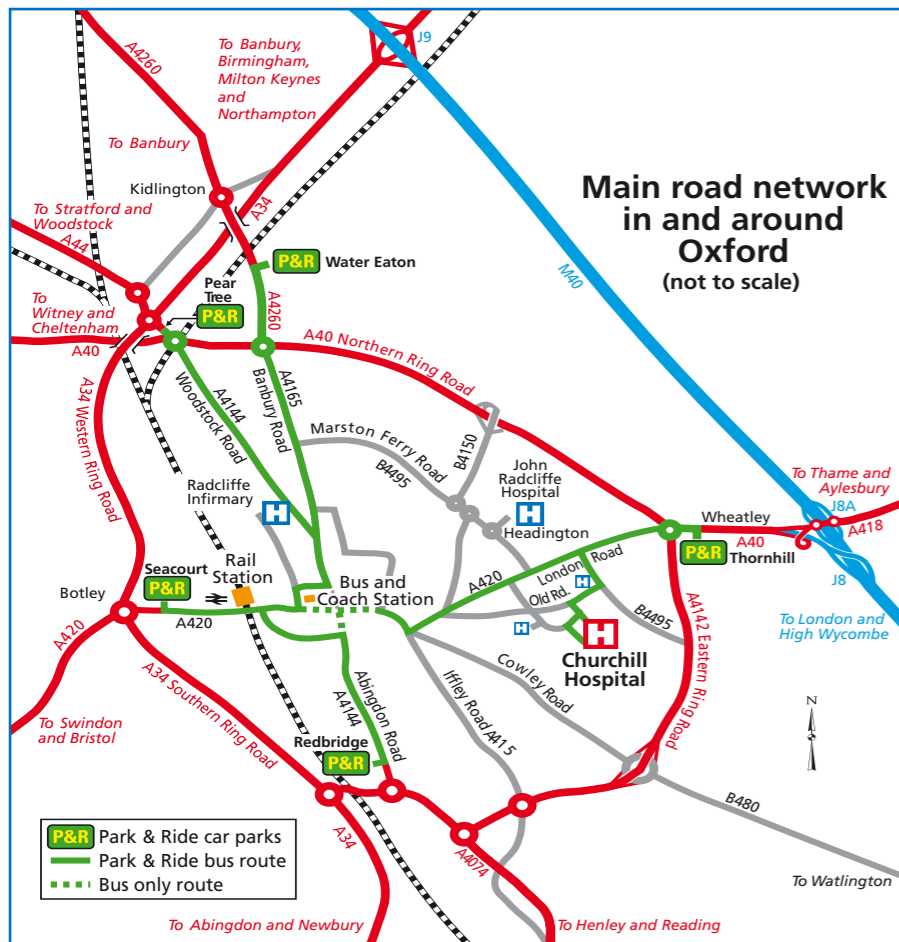 To Banbury,
Birmingham,
Milton Keynes
and
Northampton
J9
A4260
To Banbury
Kidlington
A34
Main road network
in and around
Oxford
(not to scale)
To Stratford and
Woodstock
A44
P&R
Water Eaton
M40
Pear
Tree
P&R
To
Witney and
Cheltenham
A40
A4260
A40 Northern Ring Road
A34 Western Ring Road
A4144
Woodstock Road
A4165
Banbury Road
Marston Ferry Road
B4495
B4150
John
Radcliffe
Hospital
H
Headington
Radcliffe
Infirmary
H
To Thame and
Aylesbury
J8A
Wheatley
A40
A418
P&R
Thornhill
J8
London Road
A420
Old Rd.
H
H
B4495
H
Churchill
Hospital
A4142 Eastern Ring Road
To London and
High Wycombe
Rail
Station
Bus and
Coach Station
Seacourt
P&R
Botley
A420
A420
To Swindon
and Bristol
A34 Southern Ring Road
Abingdon Road
A4144
Iffley Road A415
Cowley Road
N
Redbridge
P&R
B480
A34
A4074
To Watlington
P&R Park & Ride car parks
Park & Ride bus route
Bus only route
To Abingdon and Newbury
To Henley and Reading